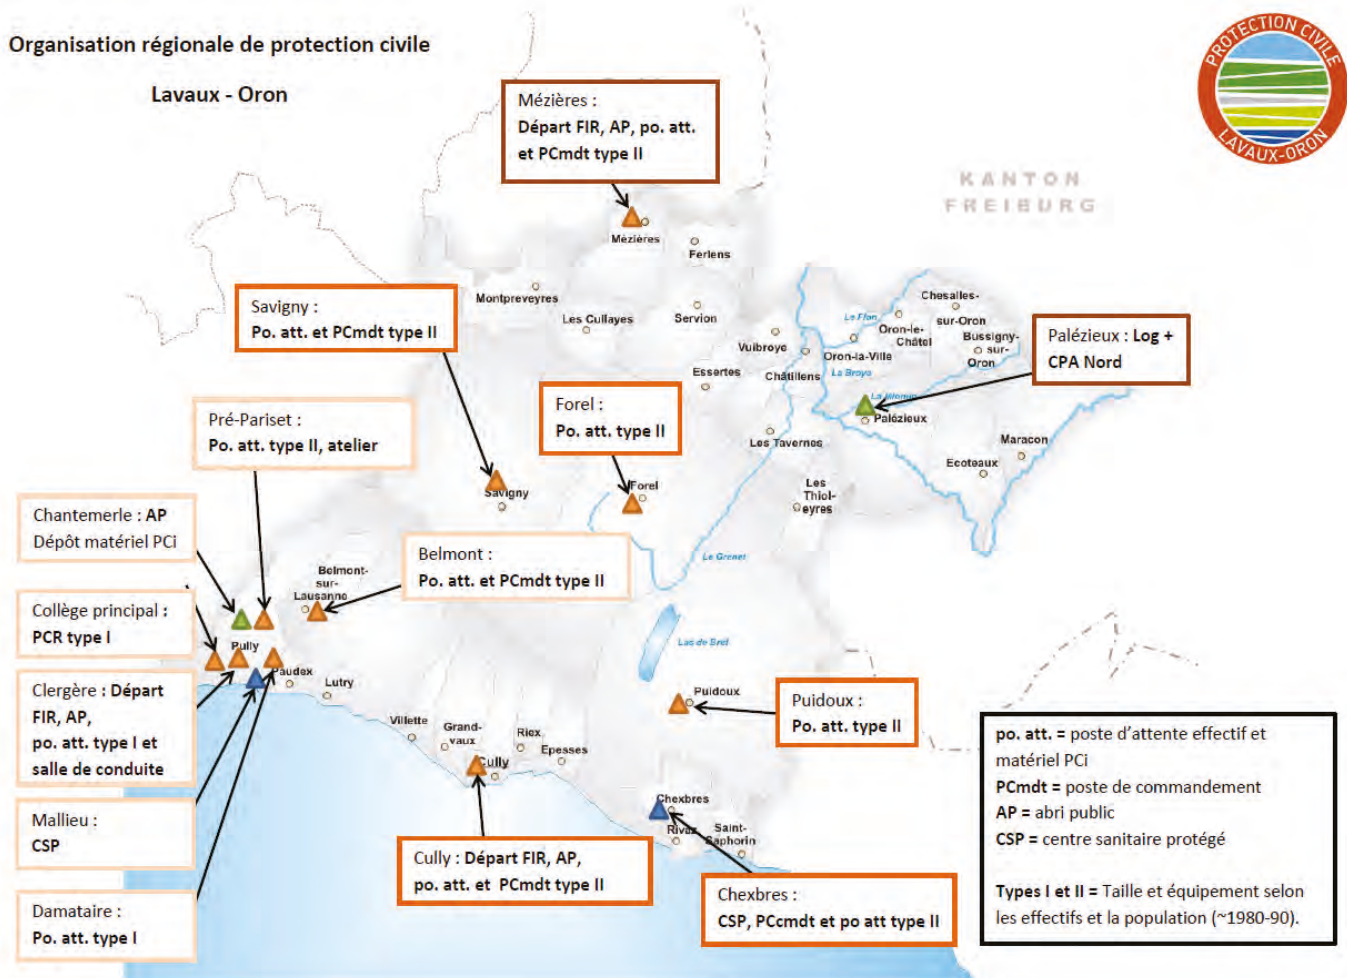 Organisation régionale de protection civile
Lavaux - Oron
PROTECTION CIVILE
LAVAUX-ORON
Mézières :
Départ FIR, AP, po. att.
et PCmdt type II
KANTON
FREIBURG
Mézières
Ferlens
Savigny :
Po. att. et PCmdt type II
Montpreveyres
Les Cullayes
Servion
Vuibroye
Essertes
Châtillens
Le Flon
Oron-le-
Châtel
Oron-la-Ville
La Broye
Chesalles-
sur-Oron
Bussigny-
sur-
Oron
Palézieux : Log +
CPA Nord
Palézieux
Maracon
Ecoteaux
Les Tavernes
Les
Thiol-
eyres
Forel :
Po. att. type II
Forel
Le Grenet
Pré-Pariset :
Po. att. type II, atelier
Savigny
Chantemerle : AP
Dépôt matériel PCi
Belmont-
sur-
Lausanne
Belmont :
Po. att. et PCmdt type II
Collège principal :
PCR type I
Pully
Paudex
Lutry
Lac de Bret
Clergère : Départ
FIR, AP,
po. att. type I et
salle de conduite
Villette
Grand-
vaux
Riex
Epesses
Cully
Puidoux
Puidoux :
Po. att. type II
Mallieu :
CSP
Chexbres
Rivaz
Saint-
Saphorin
Damataire :
Po. att. type I
Cully : Départ FIR, AP,
po. att. et PCmdt type II
Chexbres :
CSP, PCcmdt et po att type II
po. att. = poste d'attente effectif et
matériel PCi
PCmdt = poste de commandement
AP = abri public
CSP = centre sanitaire protégé
Types I et II = Taille et équipement selon
les effectifs et la population (~1980-90).